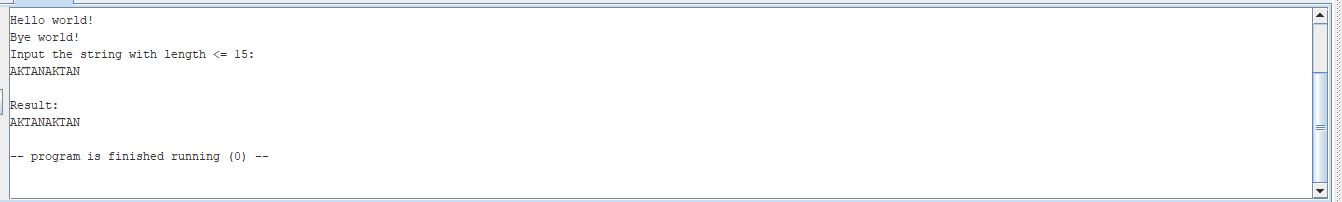 Hello world!
Bye world!
Input the string with length <= 15:
AKTANAKTAN
Result:
AKTANAKTAN
-- program is finished running (0) --